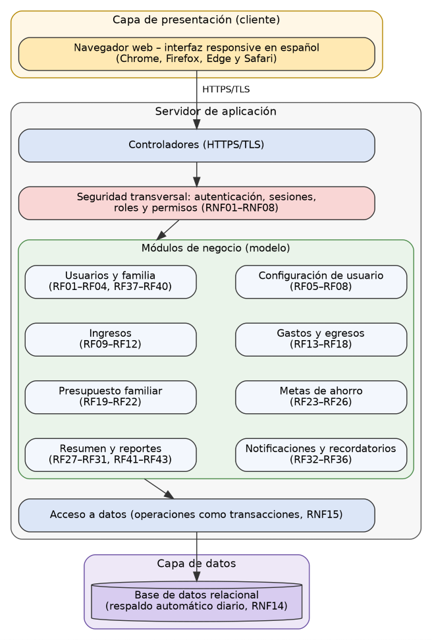 Capa de presentación (cliente)
Navegador web – interfaz responsive en español
(Chrome, Firefox, Edge y Safari)
HTTPS/TLS
Servidor de aplicación
Controladores (HTTPS/TLS)
Seguridad transversal: autenticación, sesiones,
roles y permisos (RNF01–RNF08)
Módulos de negocio (modelo)
Usuarios y familia
(RF01–RF04, RF37–RF40)
Configuración de usuario
(RF05–RF08)
Ingresos
(RF09–RF12)
Gastos y egresos
(RF13–RF18)
Presupuesto familiar
(RF19–RF22)
Metas de ahorro
(RF23–RF26)
Resumen y reportes
(RF27–RF31, RF41–RF43)
Notificaciones y recordatorios
(RF32–RF36)
Acceso a datos (operaciones como transacciones, RNF15)
Capa de datos
Base de datos relacional
(respaldo automático diario, RNF14)